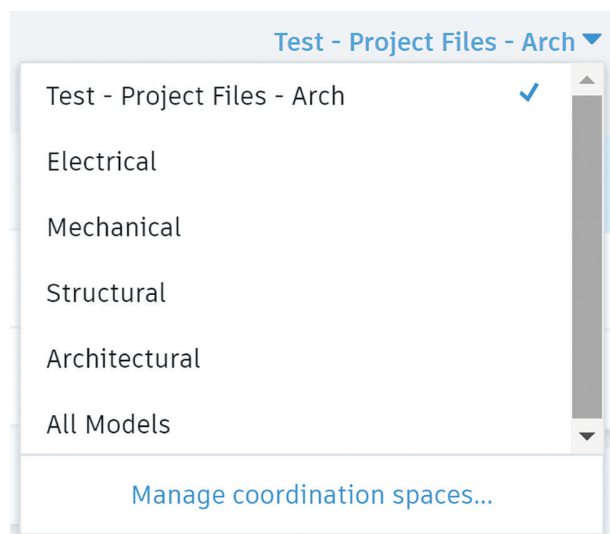 Test - Project Files - Arch
Test - Project Files - Arch
Electrical
Mechanical
Structural
Architectural
All Models
Manage coordination spaces...